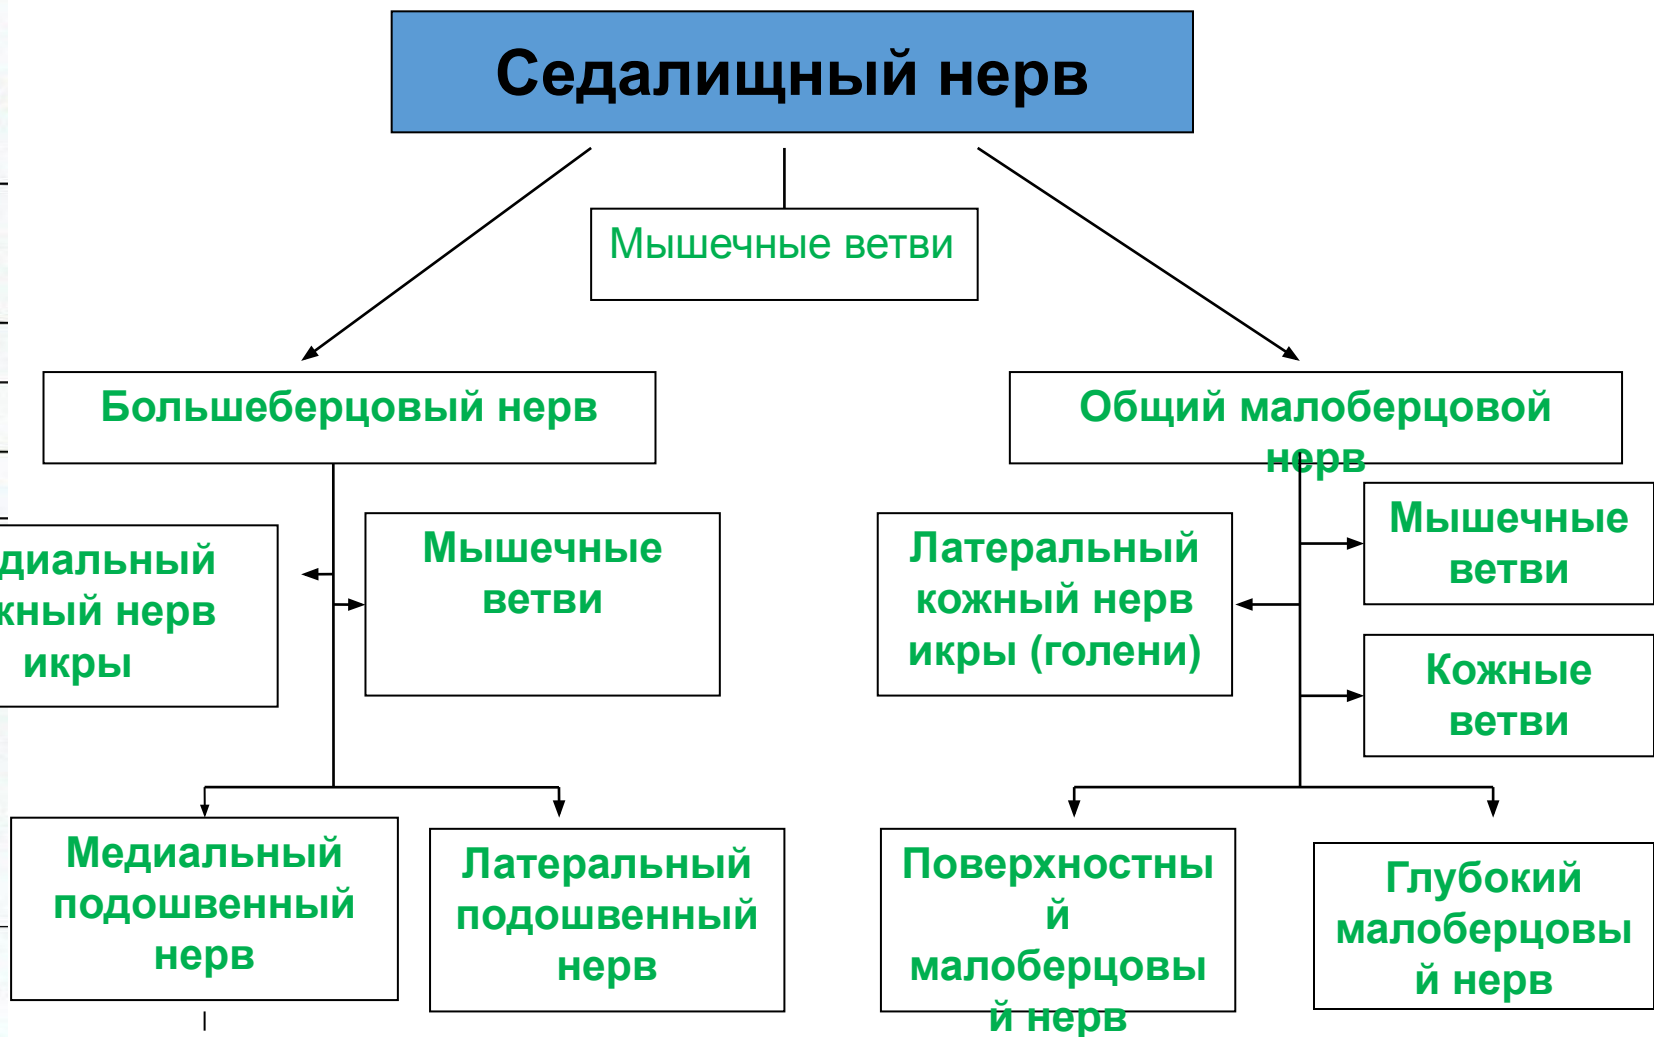 Седалищный нерв
Мышечные ветви
Большеберцовый нерв
Общий малоберцовой
нерв
Мышечные
ветви
диальный
жный нерв
икры
Мышечные
ветви
Латеральный
кожный нерв
икры (голени)
Кожные
ветви
Медиальный
подошвенный
нерв
Латеральный
подошвенный
нерв
Поверхностны
й
малоберцовы
й нерв
Глубокий
малоберцовы
й нерв